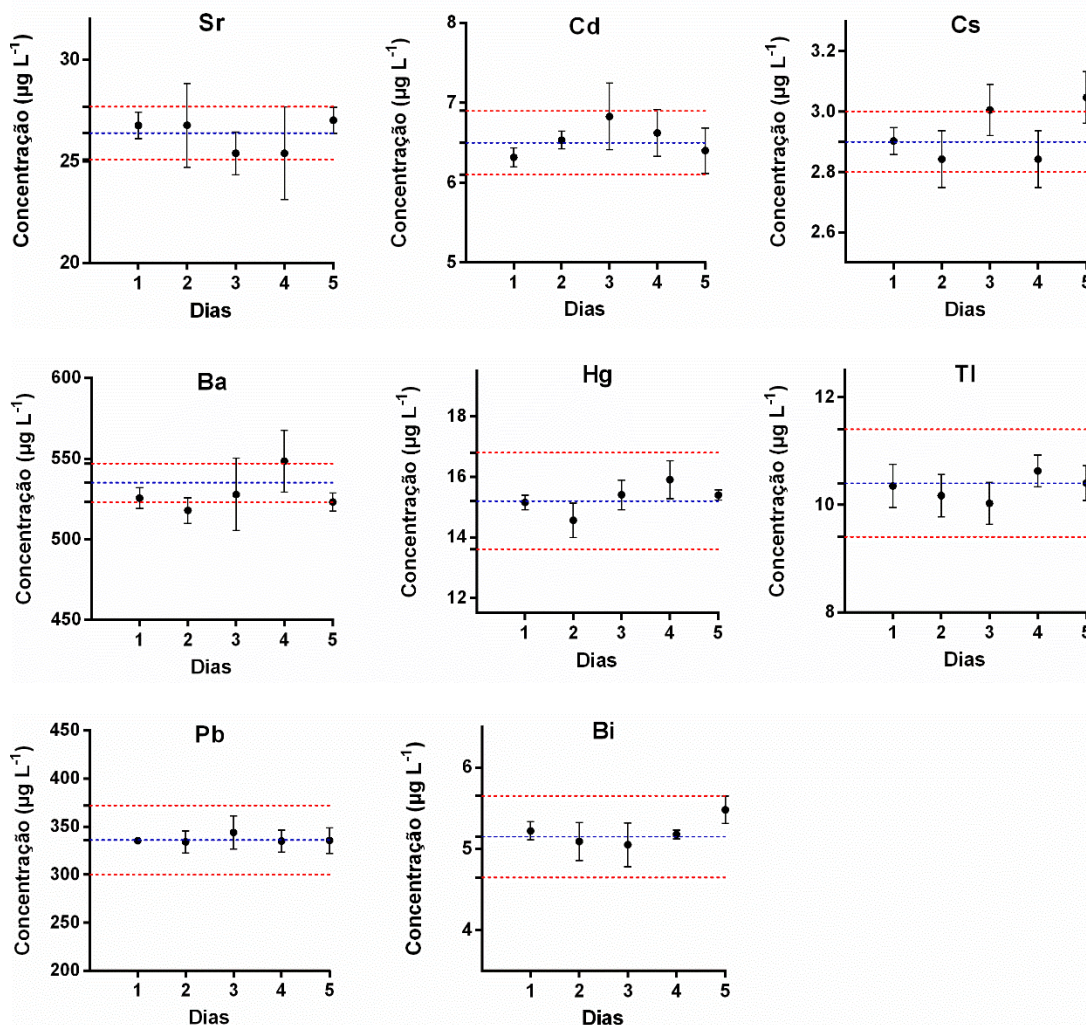 Sr
Concentração (µg L⁻¹)
30
25
20
1 2 3 4 5
Dias
Cd
Concentração (µg L⁻¹)
8
7
6
5
1 2 3 4 5
Dias
Cs
Concentração (µg L⁻¹)
3.2
3.0
2.8
2.6
1 2 3 4 5
Dias
Ba
Concentração (µg L⁻¹)
600
550
500
450
1 2 3 4 5
Dias
Hg
Concentração (µg L⁻¹)
18
16
14
12
1 2 3 4 5
Dias
Tl
Concentração (µg L⁻¹)
12
10
8
1 2 3 4 5
Dias
Pb
Concentração (µg L⁻¹)
450
400
350
300
250
200
1 2 3 4 5
Dias
Bi
Concentração (µg L⁻¹)
6
5
4
1 2 3 4 5
Dias